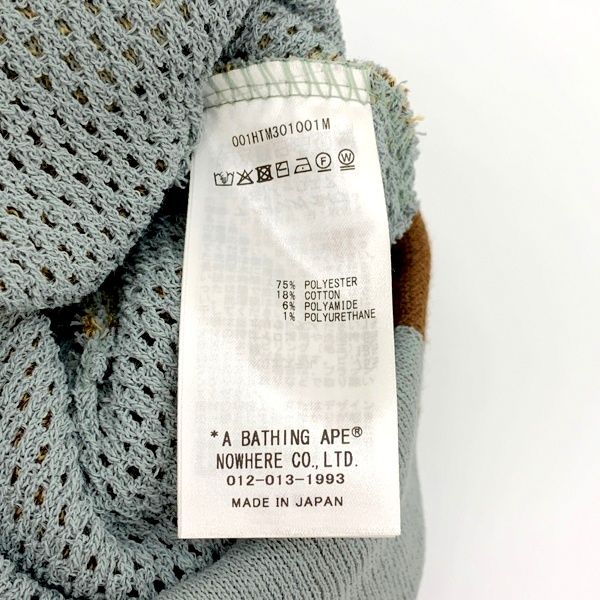 001HTM301001M
75% POLYESTER
18% COTTON
6% POLYAMIDE
1% POLYURETHANE
*A BATHING APE®
NOWHERE CO., LTD.
012-013-1993
MADE IN JAPAN